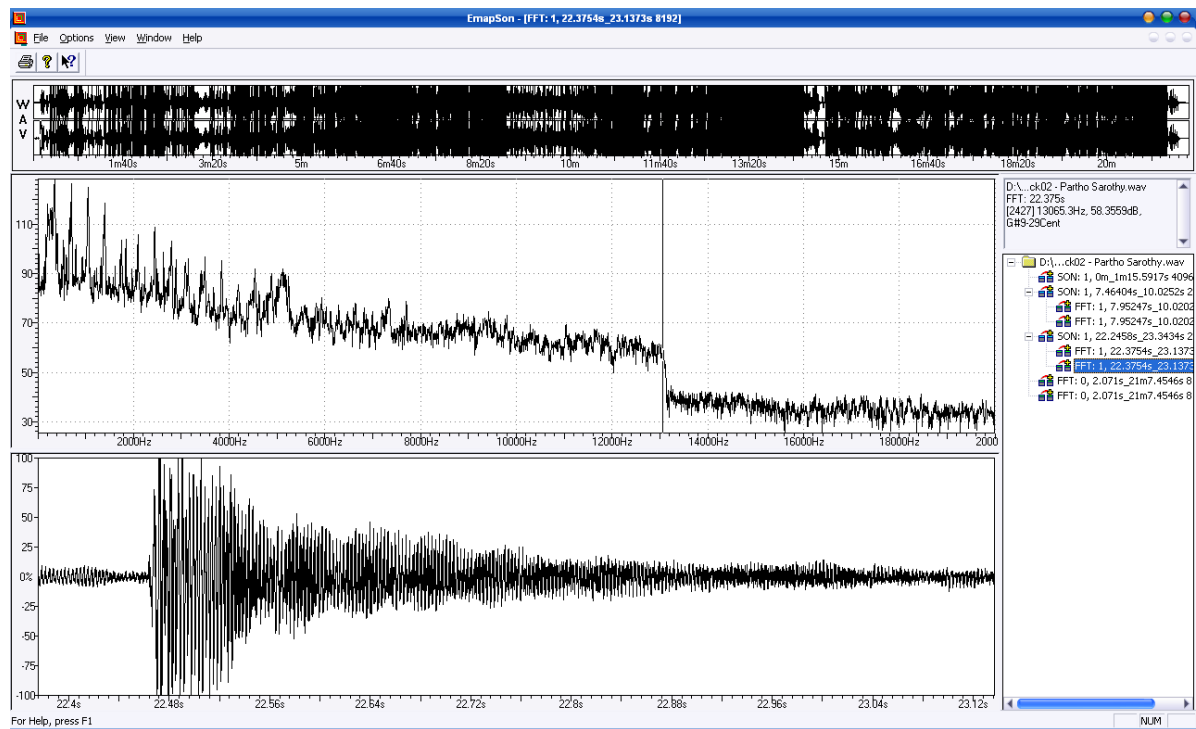 EmapSon - [FFT: 1, 22.3754s_23.1373s 8192]
File Options View Window Help
WAV
1m40s 3m20s 5m 6m40s 8m20s 10m 11m40s 13m20s 15m 16m40s 18m20s 20m
110
90
70
50
30
2000Hz 4000Hz 6000Hz 8000Hz 10000Hz 12000Hz 14000Hz 16000Hz 18000Hz 2000
100
75
50
25
0%
-25
-50
-75
-100
22.4s 22.48s 22.56s 22.64s 22.72s 22.8s 22.88s 22.96s 23.04s 23.12s
D:\...ck02 - Partho Sarothy.wav
FFT: 22.375s
[2427] 13065.3Hz, 58.3559dB,
G#9-29Cent
D:\...ck02 - Partho Sarothy.wav
SON: 1, 0m_1m15.5917s 4096
SON: 1, 7.46404s_10.0252s 2
FFT: 1, 7.95247s_10.0202
FFT: 1, 7.95247s_10.0202
SON: 1, 22.2458s_23.3434s 2
FFT: 1, 22.3754s_23.1373
FFT: 1, 22.3754s_23.1373
FFT: 0, 2.071s_21m7.4546s 8
FFT: 0, 2.071s_21m7.4546s 8
For Help, press F1
NUM